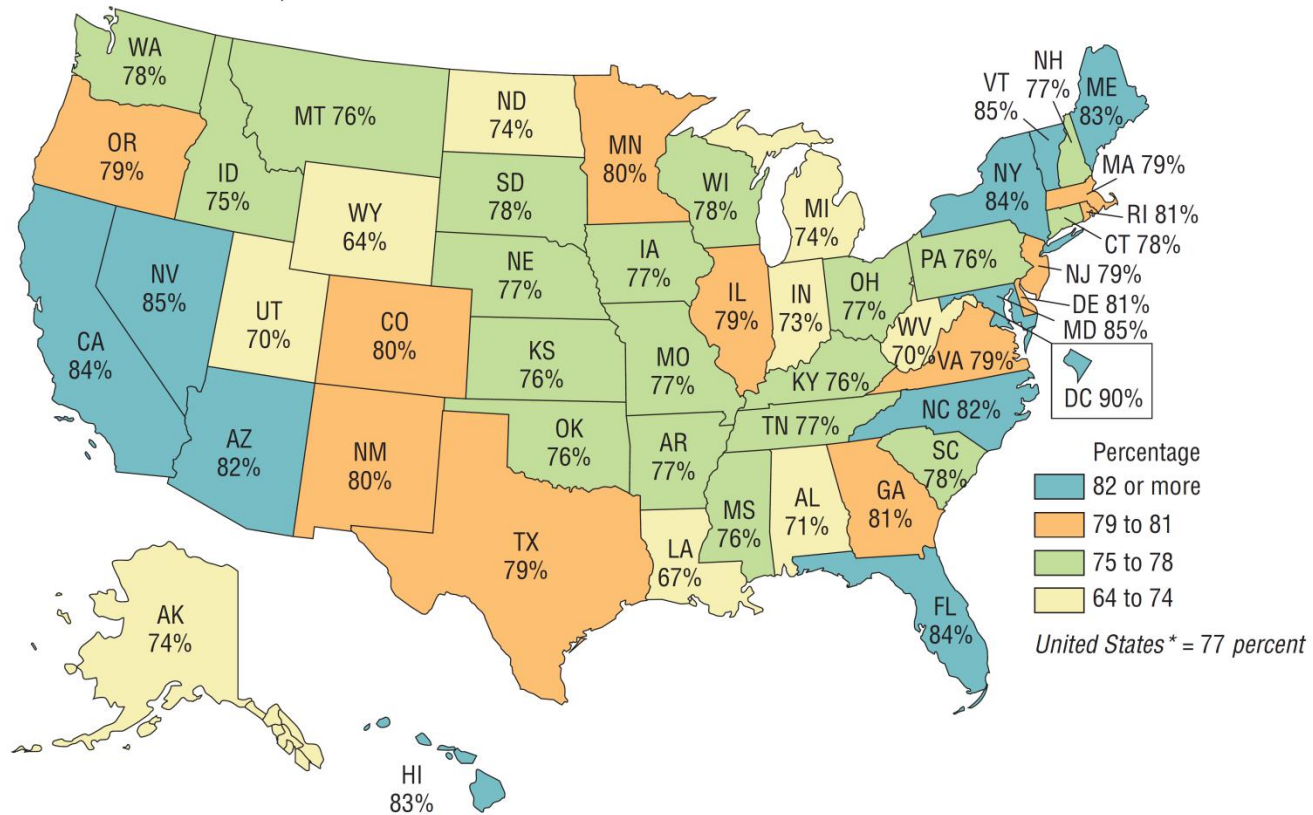 WA
78%
MT 76%
ND
74%
MN
80%
OR
79%
ID
75%
WY
64%
SD
78%
WI
78%
MI
74%
NH
77%
VT
85%
ME
83%
NY
84%
MA 79%
RI 81%
CT 78%
NJ 79%
DE 81%
MD 85%
DC 90%
PA 76%
NV
85%
UT
70%
CO
80%
NE
77%
IA
77%
IL
79%
IN
73%
OH
77%
WV
70%
VA 79%
CA
84%
KS
76%
MO
77%
KY 76%
NC 82%
AZ
82%
NM
80%
OK
76%
AR
77%
TN 77%
SC
78%
TX
79%
LA
67%
MS
76%
AL
71%
GA
81%
FL
84%
AK
74%
HI
83%
Percentage
82 or more
79 to 81
75 to 78
64 to 74
United States* = 77 percent